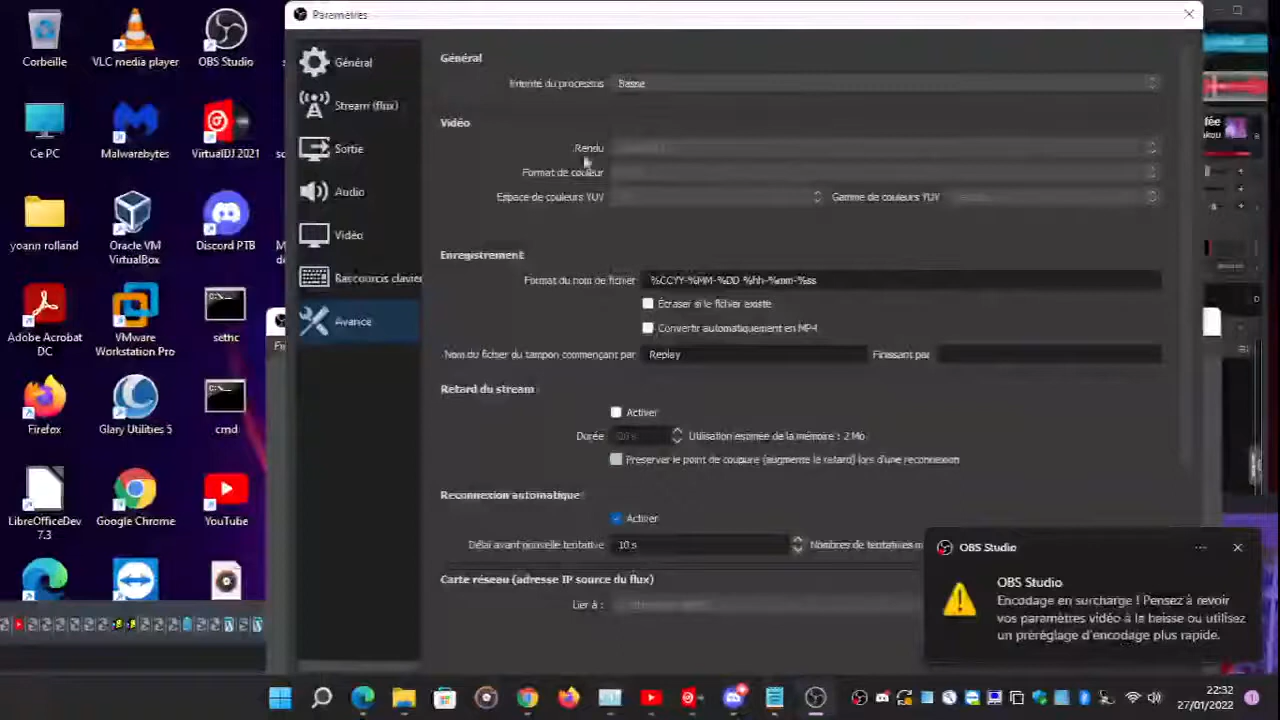 Paramètres
Corbeille
VLC media player
OBS Studio
Ce PC
Malwarebytes
VirtualDJ 2021
yoann rolland
Oracle VM
VirtualBox
Discord PTB
Adobe Acrobat
DC
VMware
Workstation Pro
Firefox
Glary Utilities 5
cmd
LibreOfficeDev
7.3
Google Chrome
YouTube
Général
Stream (flux)
Sortie
Audio
Vidéo
Raccourcis clavier
Avancé
Général
Vidéo
Rendu
Format de couleur
Espace de couleurs YUV
Gamme de couleurs YUV
Enregistrement
Format du nom de fichier
%CCYY-%MM-%DD %hh-%mm-%ss
Écraser si le fichier existe
Convertir automatiquement en MP4
Nom du fichier du tampon commençant par
Replay
Finissant par
Retard du stream
Activer
Durée
20 s
Utilisation estimée de la mémoire : 2 Mo
Préserver le point de coupure (augmente le retard) lors d'une reconnexion
Reconnexion automatique
Activer
Délai avant nouvelle tentative
10 s
Nombres de tentatives m
Carte réseau (adresse IP source du flux)
Lier à :
OBS Studio
OBS Studio
Encodage en surcharge ! Pensez à revoir
vos paramètres vidéo à la baisse ou utilisez
un préréglage d'encodage plus rapide.
22:32
27/01/2022